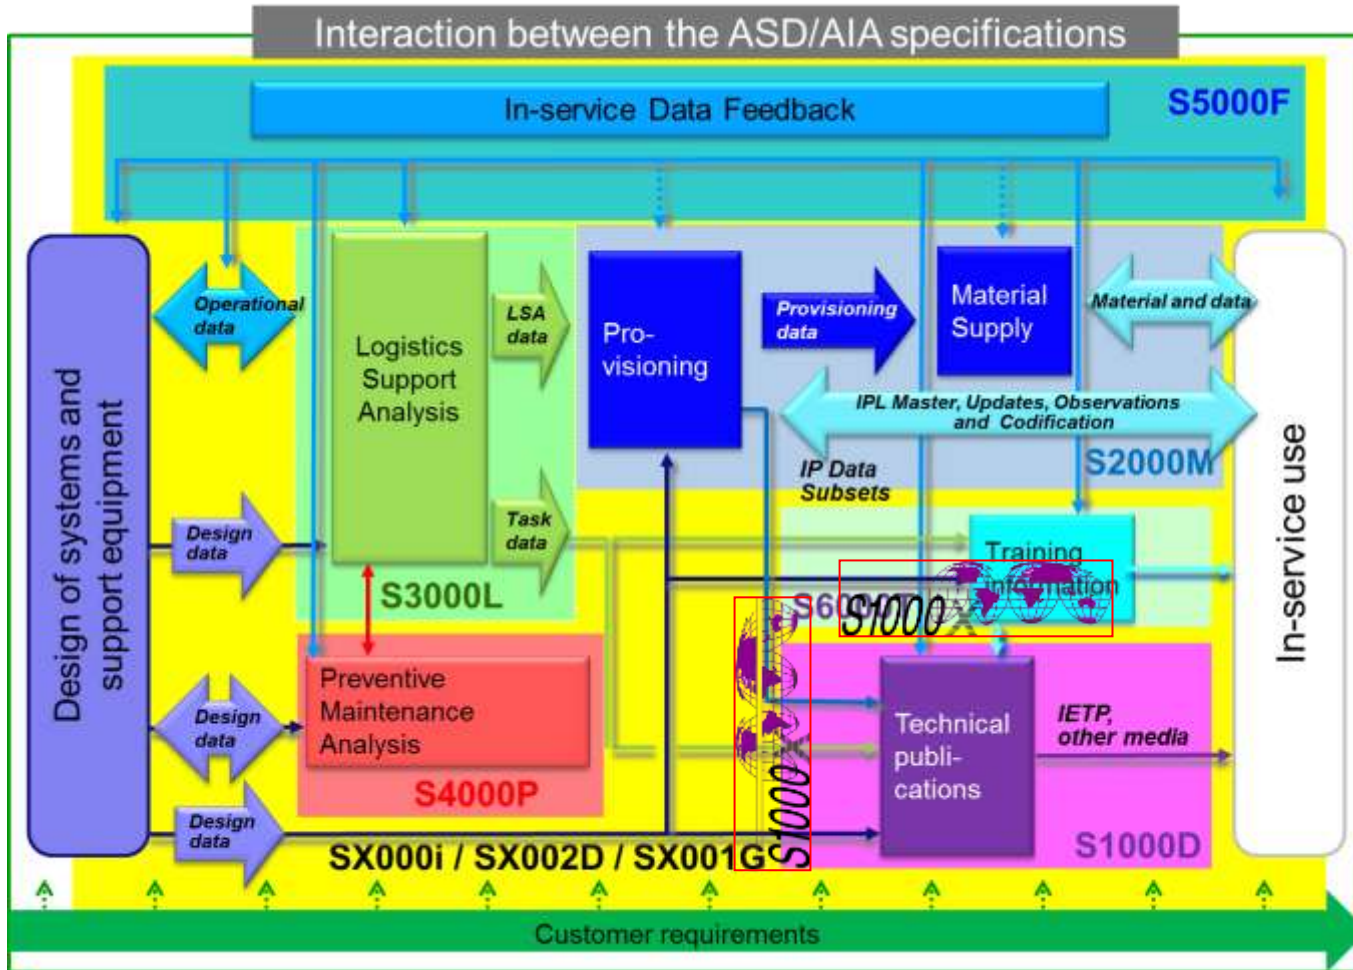 Interaction between the ASD/AIA specifications
In-service Data Feedback
S5000F
Design of systems and
support equipment
Operational
data
Logistics
Support
Analysis
LSA
data
Pro-
visioning
Provisioning
data
Material
Supply
Material and data
IPL Master, Updates, Observations
and Codification
S2000M
IP Data
Subsets
Design
data
Task
data
S3000L
Training
information
S6000T
S1000X
In-service use
Preventive
Maintenance
Analysis
S4000P
Design
data
S1000X
Technical
publi-
cations
IETP,
other media
S1000D
Design
data
SX000i / SX002D / SX001G
Customer requirements